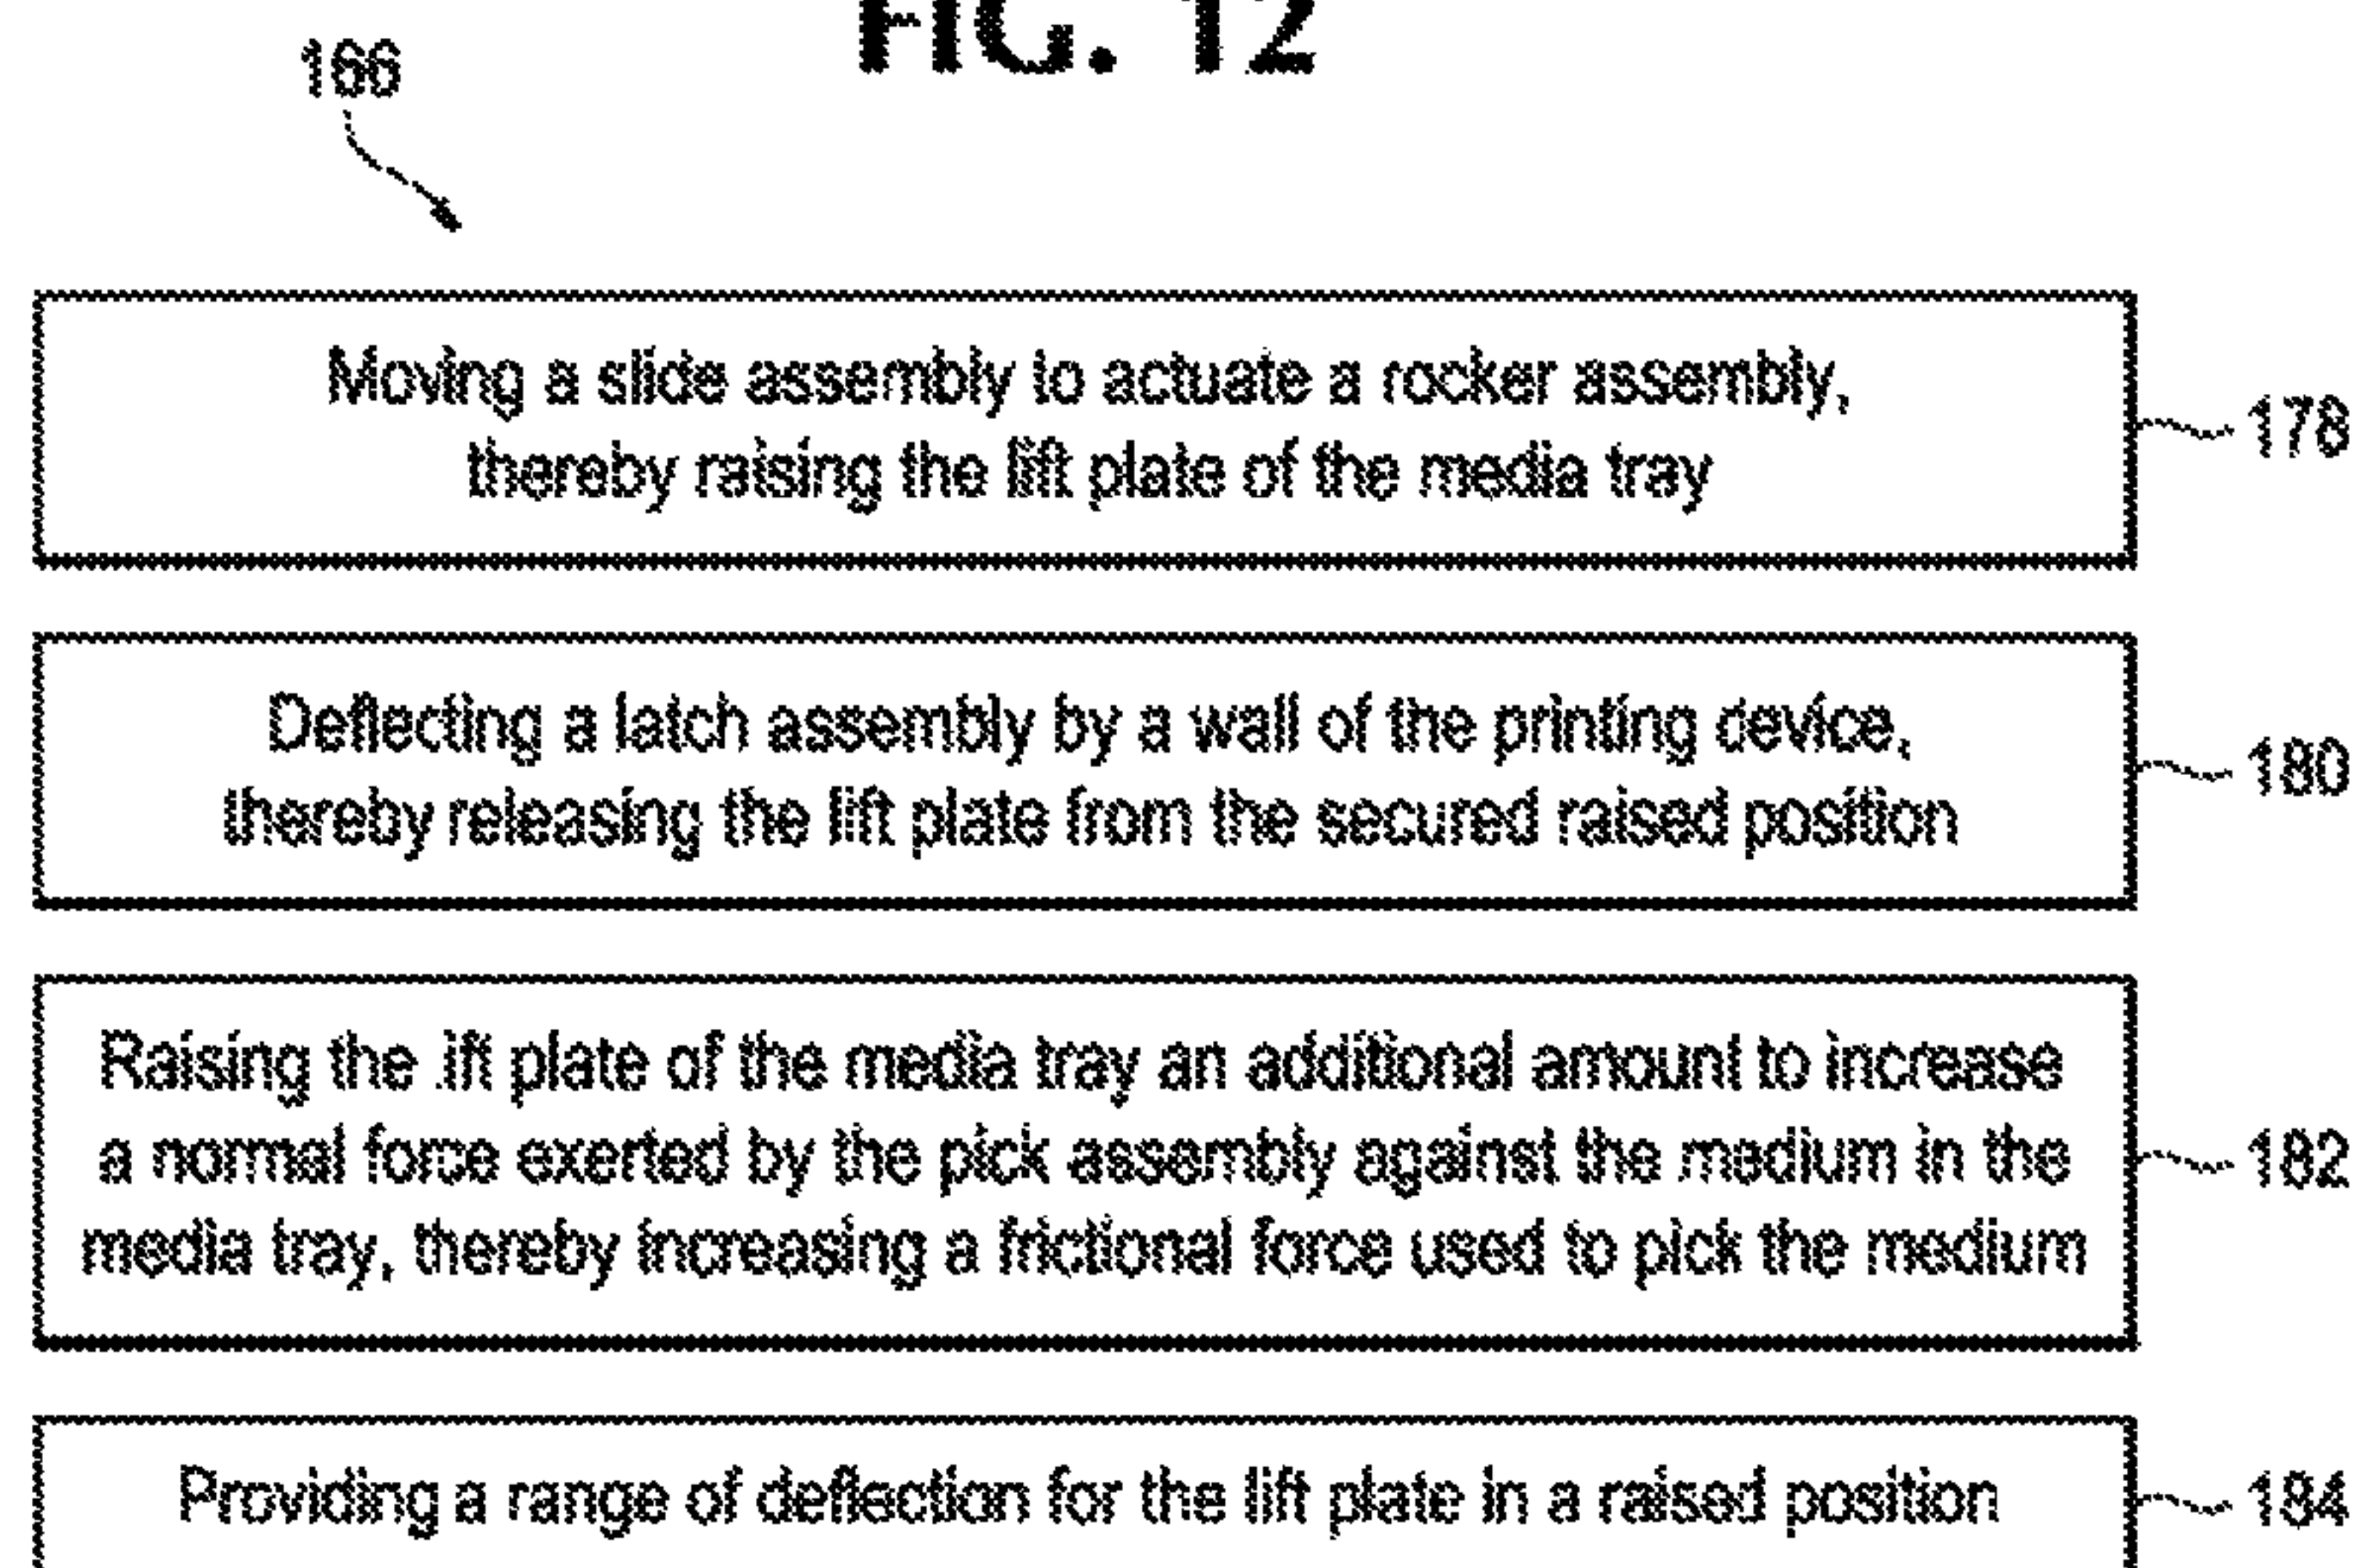 FIG. 12
166
Moving a slide assembly to actuate a rocker assembly,
thereby raising the lift plate of the media tray
178
Deflecting a latch assembly by a wall of the printing device,
thereby releasing the lift plate from the secured raised position
180
Raising the lift plate of the media tray an additional amount to increase
a normal force exerted by the pick assembly against the medium in the
media tray, thereby increasing a frictional force used to pick the medium
182
Providing a range of deflection for the lift plate in a raised position
184